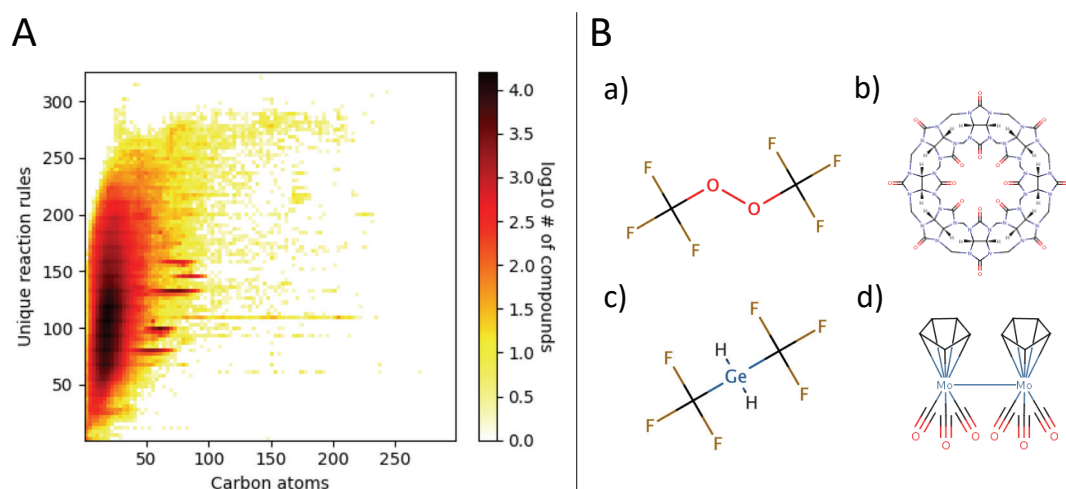 A
300
250
200
150
100
50
Unique reaction rules
50
100
150
200
250
Carbon atoms
4.0
3.5
3.0
2.5
2.0
1.5
1.0
0.5
0.0
log10 # of compounds
B
a)
F
F
F
O
O
F
F
F
b)
O
O O
N N
N N
H H
O
O
c)
F
F
F
H
Ge
H
F
F
F
d)
Mo Mo
O O O O O O